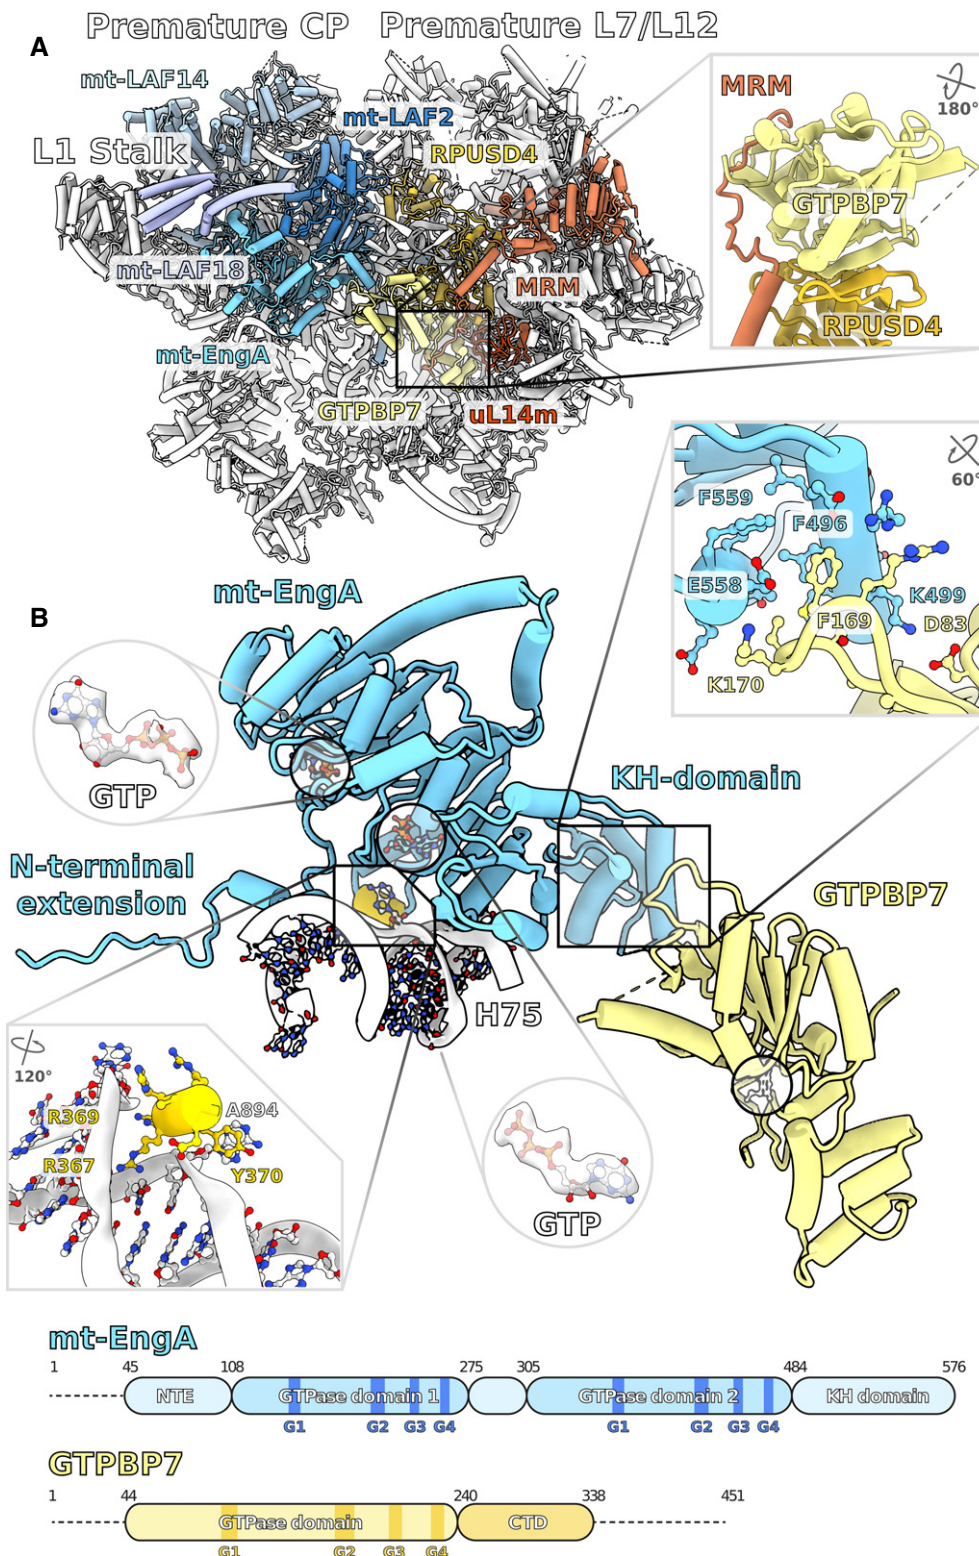 A
Premature CP
Premature L7/L12
mt-LAF14
mt-LAF2
L1 Stalk
RPUSD4
mt-LAF18
MRM
mt-EngA
GTPBP7
uL14m
MRM
180°
GTPBP7
RPUSD4
60°
F559
F496
E558
K499
F169
D83
K170
B
mt-EngA
GTP
KH-domain
N-terminal
extension
GTPBP7
H75
120°
R369
A894
R367
Y370
GTP
mt-EngA
1 45 108 275 305 484 576
NTE GTPase domain 1 GTPase domain 2 KH domain
G1 G2 G3 G4 G1 G2 G3 G4
GTPBP7
1 44 240 338 451
GTPase domain CTD
G1 G2 G3 G4